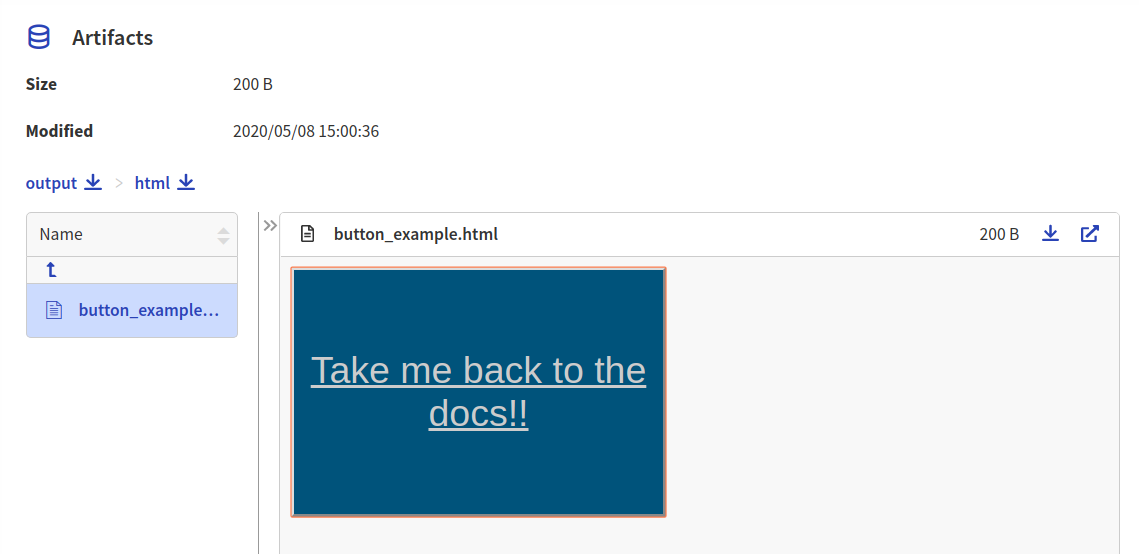 Artifacts
Size 200 B
Modified 2020/05/08 15:00:36
output > html
Name
button_example...
button_example.html 200 B
Take me back to the
docs!!